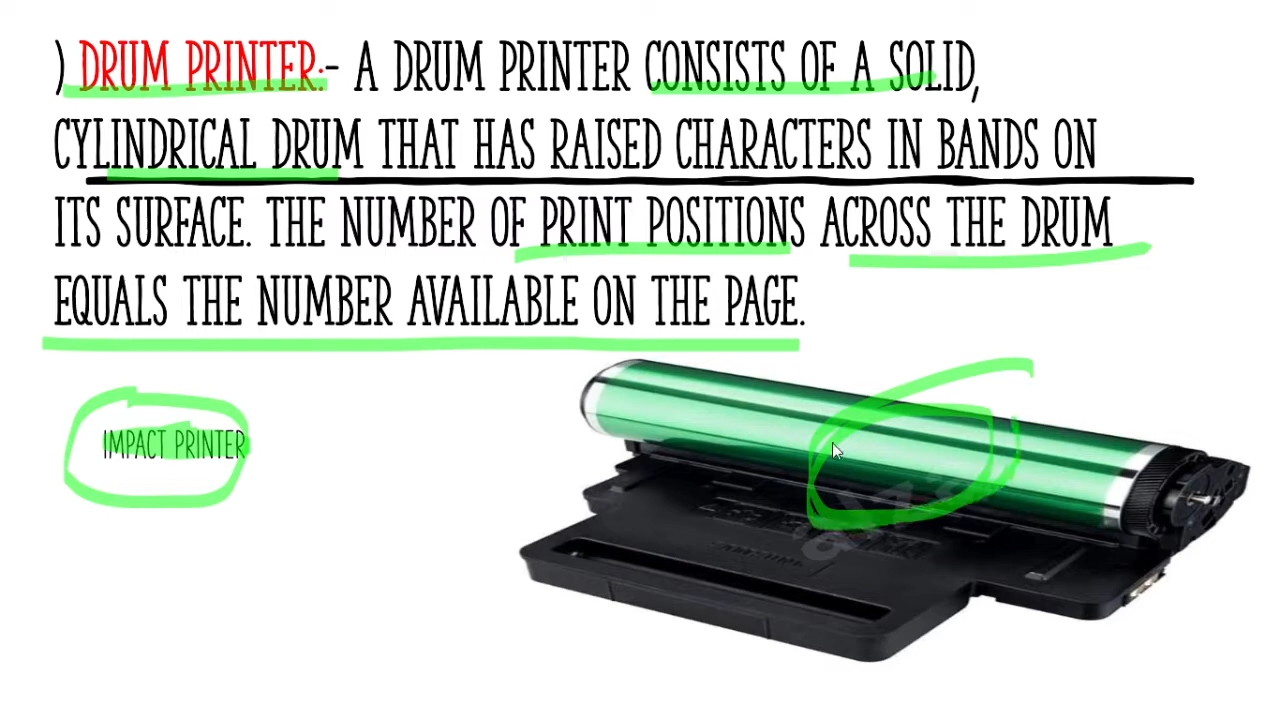 ) DRUM PRINTER:- A DRUM PRINTER CONSISTS OF A SOLID,
CYLINDRICAL DRUM THAT HAS RAISED CHARACTERS IN BANDS ON
ITS SURFACE. THE NUMBER OF PRINT POSITIONS ACROSS THE DRUM
EQUALS THE NUMBER AVAILABLE ON THE PAGE.
IMPACT PRINTER
SAMSUNG